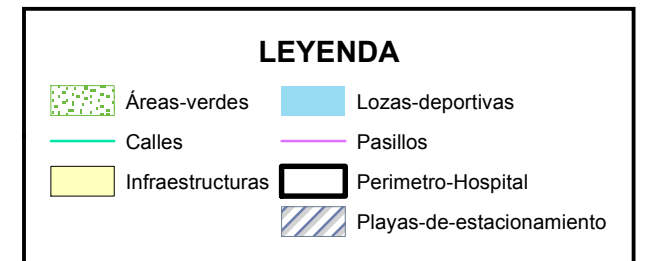 LEYENDA
Áreas-verdes
Lozas-deportivas
Calles
Pasillos
Infraestructuras
Perimetro-Hospital
Playas-de-estacionamiento